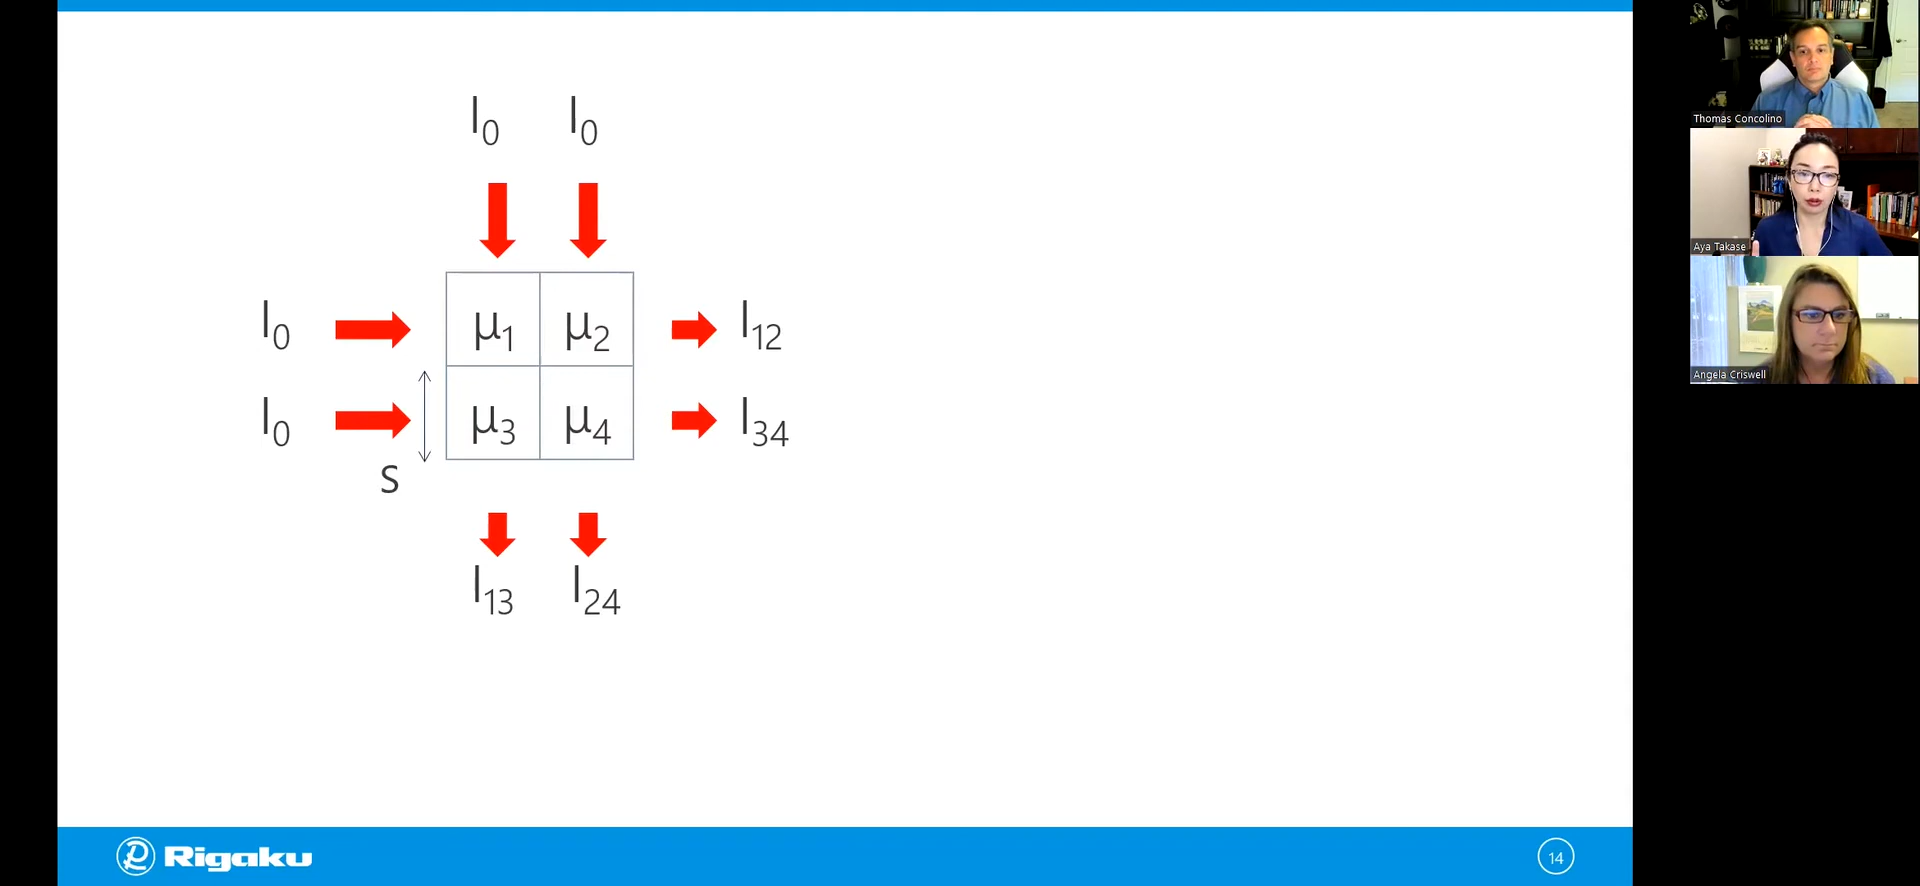 I0 I0
I0 μ1 μ2 I12
I0 μ3 μ4 I34
S
I13 I24
Rigaku
14
Thomas Concolino
Aya Takase
Angela Criswell